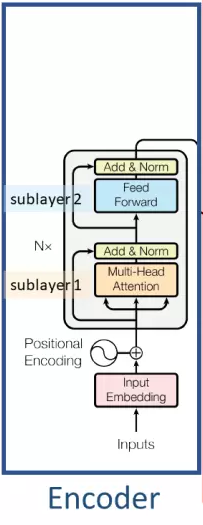 Add & Norm
Feed
Forward
sublayer 2
Nx
Add & Norm
Multi-Head
Attention
sublayer 1
Positional
Encoding
Input
Embedding
Inputs
Encoder